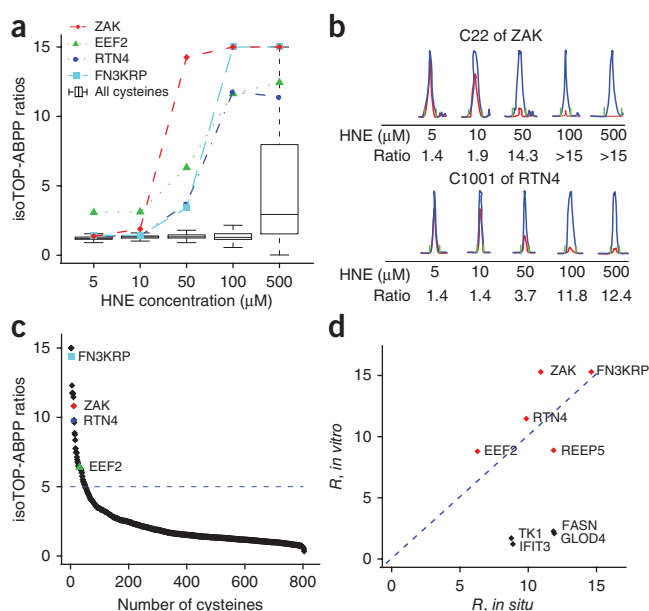 a
ZAK
EEF2
RTN4
FN3KRP
All cysteines
isoTOP-ABPP ratios
15
10
5
0
5 10 50 100 500
HNE concentration (μM)
b
C22 of ZAK
HNE (μM) 5 10 50 100 500
Ratio 1.4 1.9 14.3 >15 >15
C1001 of RTN4
HNE (μM) 5 10 50 100 500
Ratio 1.4 1.4 3.7 11.8 12.4
c
isoTOP-ABPP ratios
15
10
5
0
FN3KRP
ZAK
RTN4
EEF2
0 200 400 600 800
Number of cysteines
d
R, in vitro
15
10
5
0
ZAK FN3KRP
RTN4
EEF2 REEP5
TK1 FASN
IFIT3 GLOD4
0 5 10 15
R, in situ